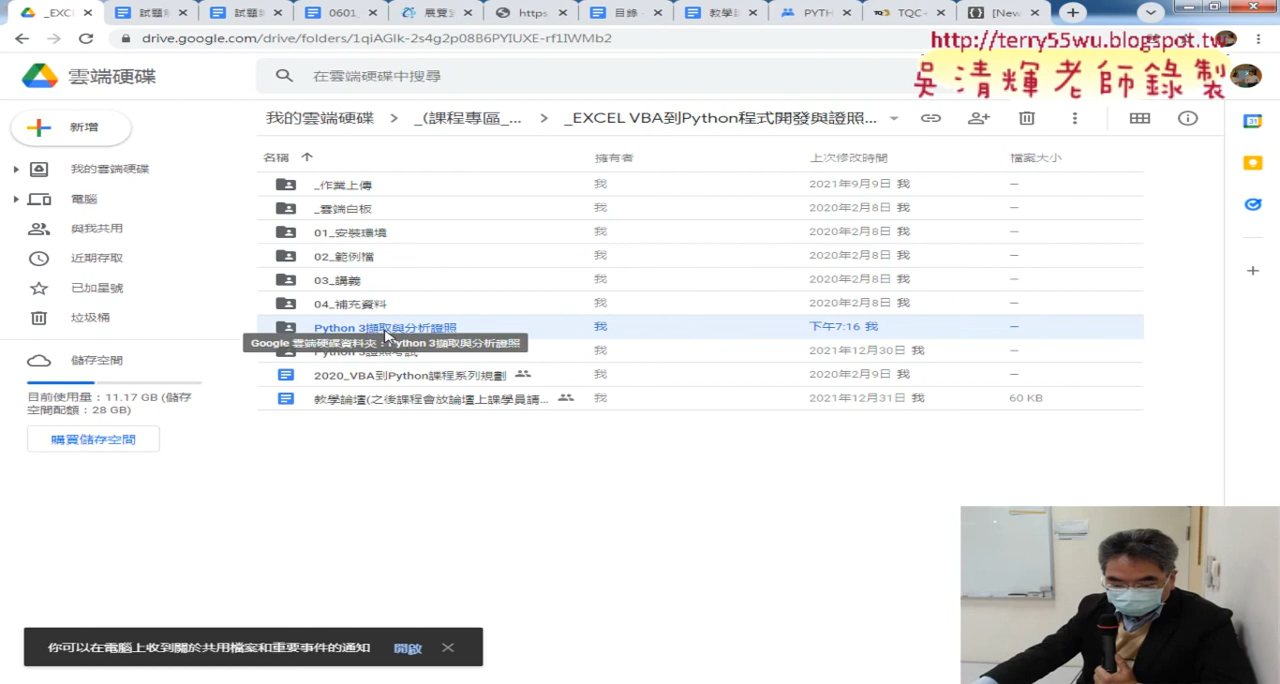 _EXCL
試題
試題
0601_
展覽
https
目錄
教學
PYTH
TQC
[New
drive.google.com/drive/folders/1qiAGlk-2s4g2p08B6PYIUXE-rf1IWMb2
http://terry55wu.blogspot.tw
吳清輝老師錄製
雲端硬碟
在雲端硬碟中搜尋
新增
我的雲端硬碟
電腦
與我共用
近期存取
已加星號
垃圾桶
儲存空間
目前使用量：11.17 GB (儲存
空間配額：28 GB)
購買儲存空間
我的雲端硬碟 > _(課程專區_... > _EXCEL VBA到Python程式開發與證照...
名稱 擁有者 上次修改時間 檔案大小
_作業上傳 我 2021年9月9日 我 —
_雲端白板 我 2020年2月8日 我 —
01_安裝環境 我 2020年2月8日 我 —
02_範例檔 我 2020年2月8日 我 —
03_講義 我 2020年2月8日 我 —
04_補充資料 我 2020年2月8日 我 —
Python 3擷取與分析證照 我 下午7:16 我 —
Google 雲端硬碟資料夾：Python 3擷取與分析證照
Python 3證照考試 我 2021年12月30日 我 —
2020_VBA到Python課程系列規劃 我 2020年2月9日 我 —
教學論壇(之後課程會放論壇上課學員請... 我 2021年12月31日 我 60 KB
你可以在電腦上收到關於共用檔案和重要事件的通知 開啟